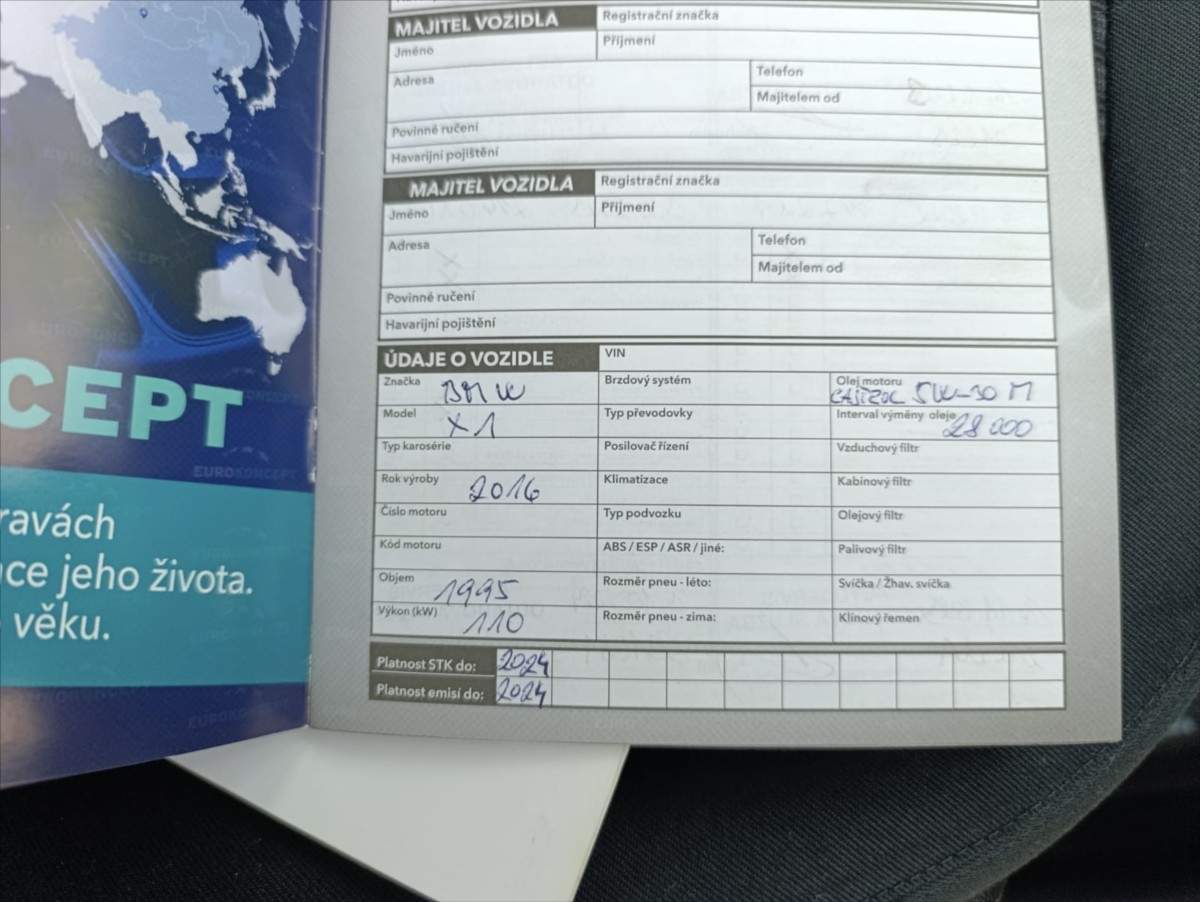 MAJITEL VOZIDLA Registrační značka
Jméno Příjmení
Adresa Telefon
Majitelem od
Povinné ručení
Havarijní pojištění
MAJITEL VOZIDLA Registrační značka
Jméno Příjmení
Adresa Telefon
Majitelem od
Povinné ručení
Havarijní pojištění
ÚDAJE O VOZIDLE VIN
Značka BMW Brzdový systém Olej motoru CASTROL 5W-30 M
Model X1 Typ převodovky Interval výměny oleje 28 000
Typ karosérie Posilovač řízení Vzduchový filtr
Rok výroby 2016 Klimatizace Kabinový filtr
Číslo motoru Typ podvozku Olejový filtr
Kód motoru ABS / ESP / ASR / jiné: Palivový filtr
Objem 1995 Rozměr pneu - léto: Svíčka / Žhav. svíčka
Výkon (kW) 110 Rozměr pneu - zima: Klínový řemen
Platnost STK do: 2024
Platnost emisí do: 2024
CEPT
EUROKONCEPT
ravách
ce jeho života.
věku.